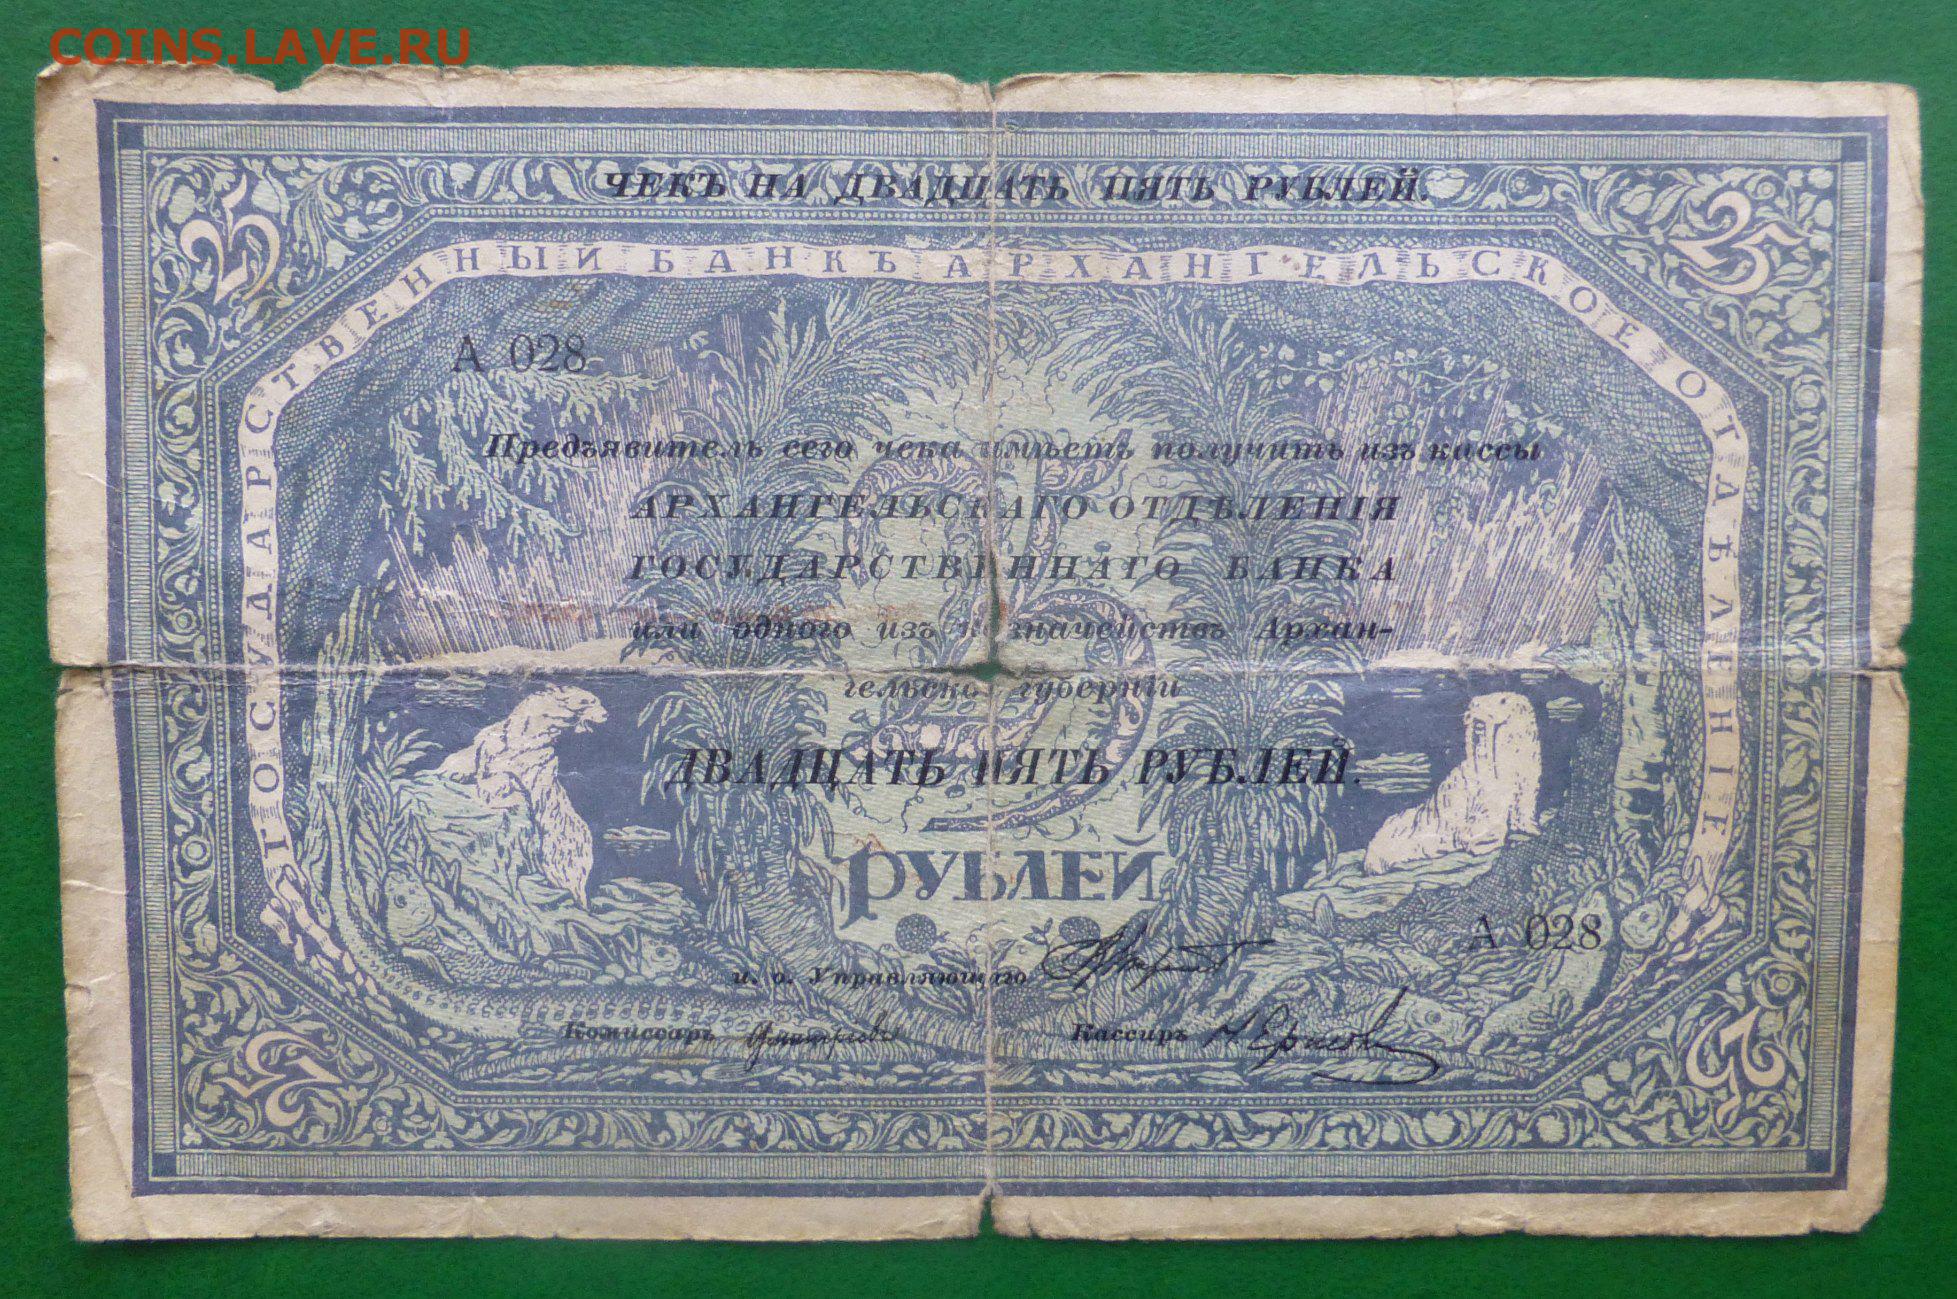 COINS.LAVE.RU
ЧЕКЪ НА ДВАДЦАТЬ ПЯТЬ РУБЛЕЙ.
25 25
ГОСУДАРСТВЕННЫЙ БАНКЪ АРХАНГЕЛЬСКОЕ ОТДѢЛЕНІЕ
А 028
Предъявитель сего чека имѣетъ получить изъ кассы
АРХАНГЕЛЬСКАГО ОТДѢЛЕНІЯ
ГОСУДАРСТВЕННАГО БАНКА
или одного изъ казначействъ Архан-
гельской губерніи
25
ДВАДЦАТЬ ПЯТЬ РУБЛЕЙ.
РУБЛЕЙ
А 028
и. о. Управляющаго
Комиссаръ Кассиръ
25 25